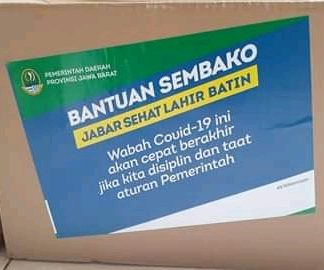 PEMERINTAH DAERAH
PROVINSI JAWA BARAT
BANTUAN SEMBAKO
JABAR SEHAT LAHIR BATIN
Wabah Covid-19 ini
akan cepat berakhir
jika kita disiplin dan taat
aturan Pemerintah